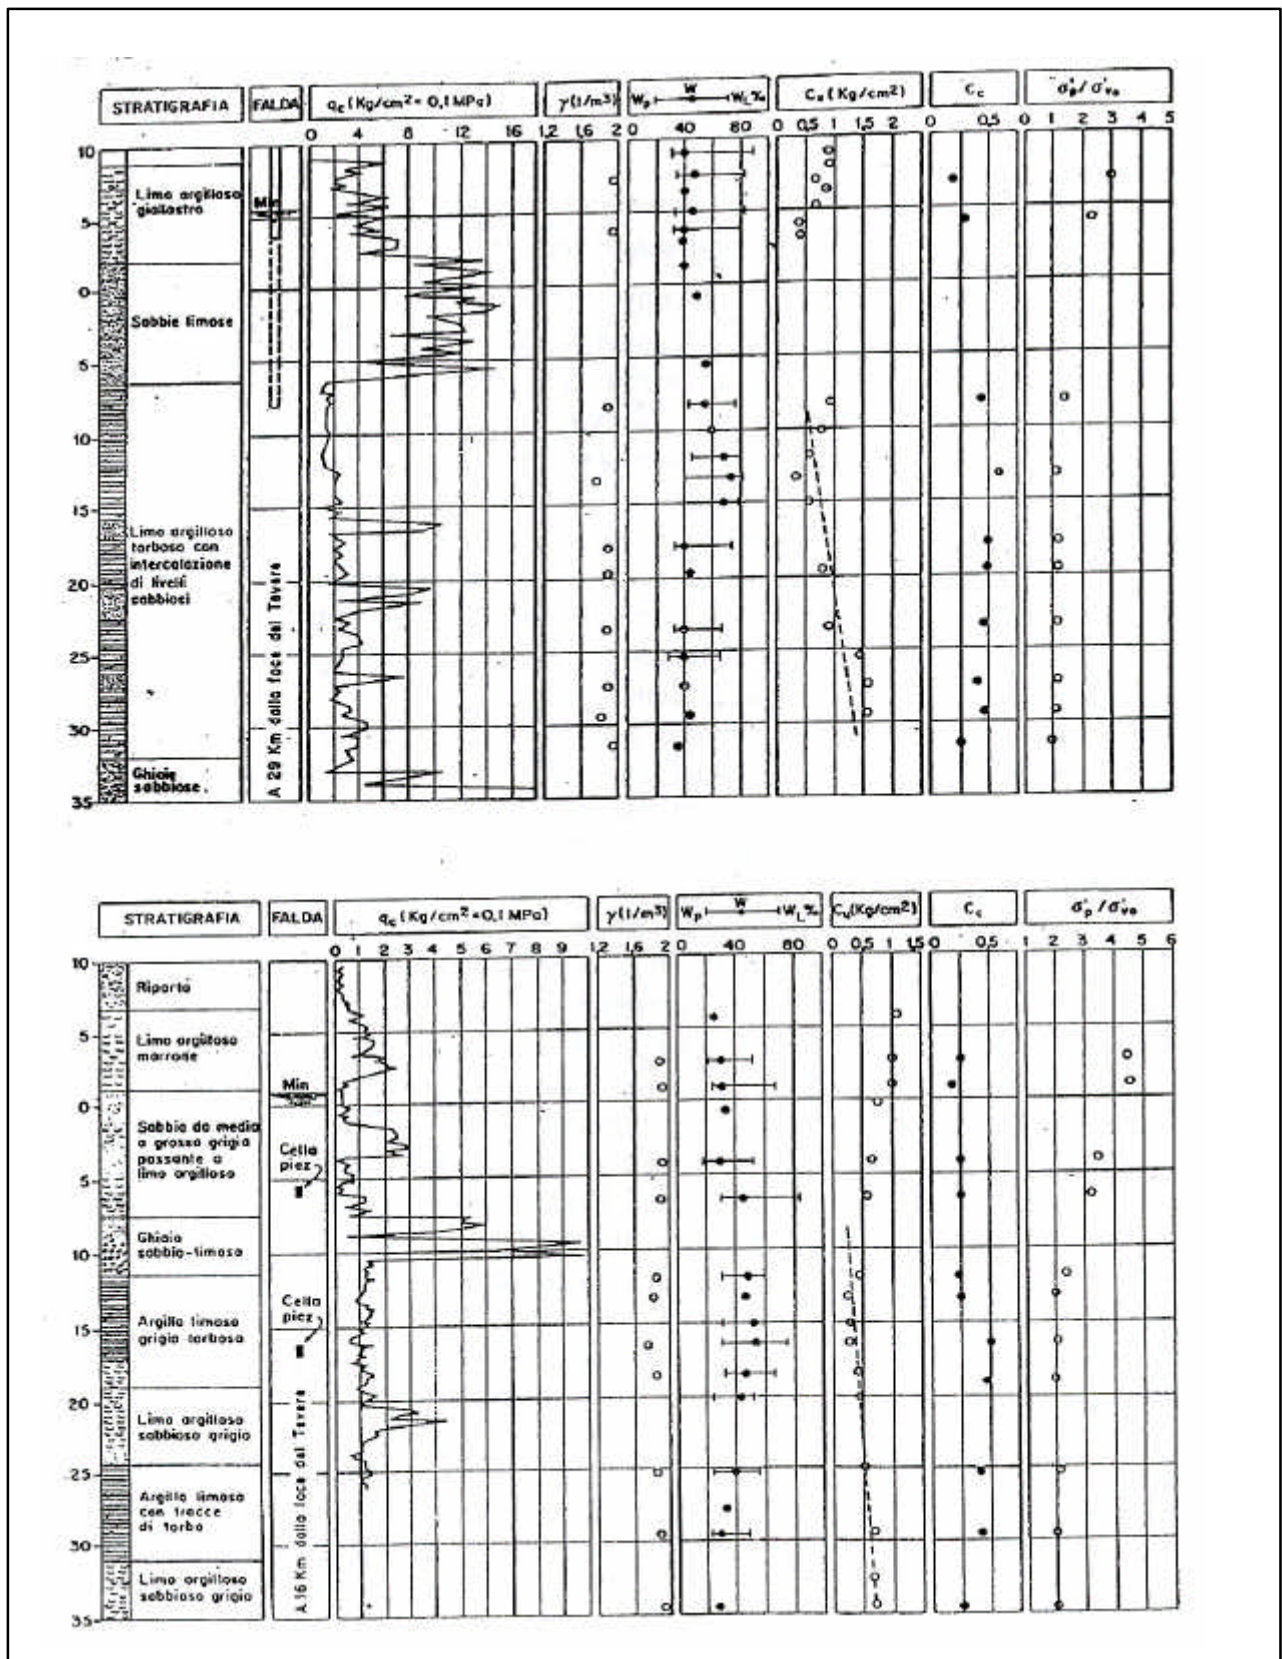 STRATIGRAFIA FALDA qc (Kg/cm² = 0,1 MPa) γ(t/m³) Wp W WL% Cu (Kg/cm²) Cc σ'p/σ'vo
0 4 8 12 16 1,2 1,6 2 0 40 80 0 0,5 1 1,5 2 0 0,5 0 1 2 3 4 5
10
Limo argilloso
giallastro
Min
5
0
Sabbie limose
5
10
15
Limo argilloso
torboso con
intercalazione
di livelli
sabbiosi
20
25
30
Ghiaie
sabbiose.
35
A 29 Km dalla foce del Tevere
STRATIGRAFIA FALDA qc (Kg/cm² = 0,1 MPa) γ(t/m³) Wp W WL% Cu(Kg/cm²) Cc σ'p/σ'vo
0 1 2 3 4 5 6 7 8 9 1,2 1,6 2 0 40 80 0 0,5 1 1,5 0 0,5 1 2 3 4 5 6
10
Riporto
5
Limo argilloso
marrone
Min
0
Sabbia da media
a grossa grigia
passante a
limo argilloso
Cella
piez
5
Ghiaia
sabbio-limosa
10
Argilla limosa
grigia torbosa
Cella
piez
15
20
Limo argilloso
sabbioso grigio
25
Argilla limosa
con tracce
di torba
30
Limo argilloso
sabbioso grigio
35
A 16 Km dalla foce del Tevere